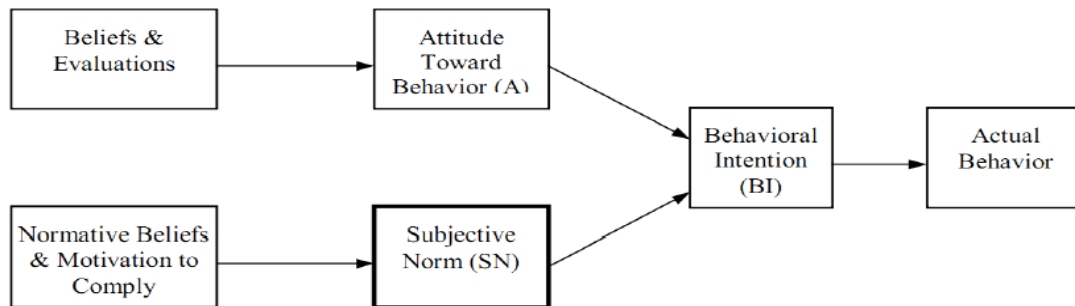 Beliefs &
Evaluations
Attitude
Toward
Behavior (A)
Behavioral
Intention
(BI)
Actual
Behavior
Normative Beliefs
& Motivation to
Comply
Subjective
Norm (SN)